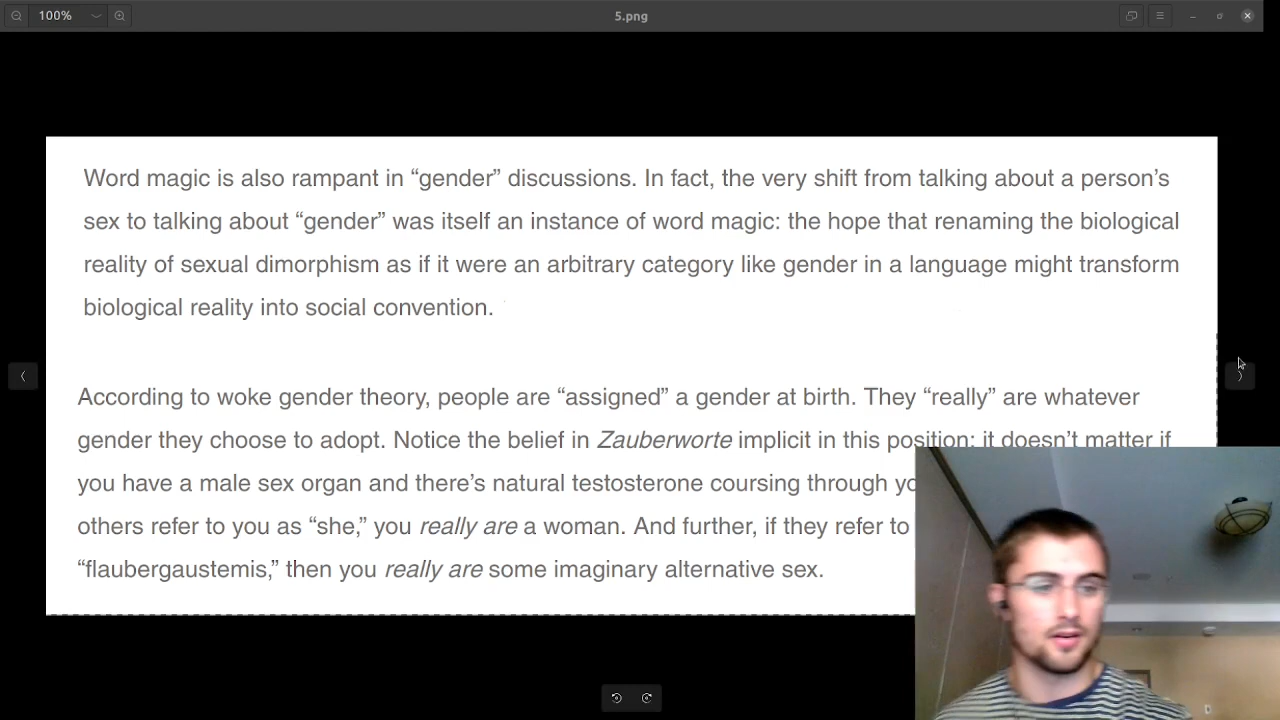 100%
5.png
Word magic is also rampant in “gender” discussions. In fact, the very shift from talking about a person’s
sex to talking about “gender” was itself an instance of word magic: the hope that renaming the biological
reality of sexual dimorphism as if it were an arbitrary category like gender in a language might transform
biological reality into social convention.
According to woke gender theory, people are “assigned” a gender at birth. They “really” are whatever
gender they choose to adopt. Notice the belief in Zauberworte implicit in this position: it doesn’t matter if
you have a male sex organ and there’s natural testosterone coursing through
others refer to you as “she,” you really are a woman. And further, if they refer to
“flaubergaustemis,” then you really are some imaginary alternative sex.